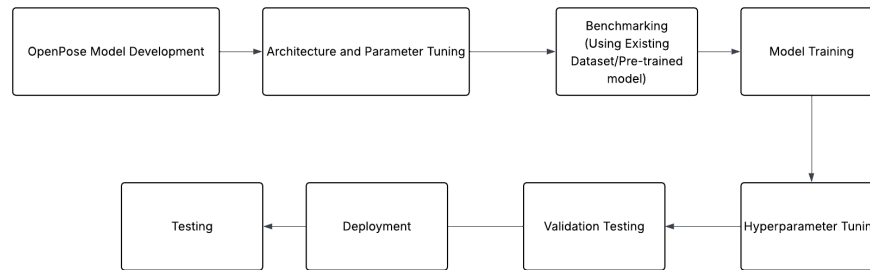 OpenPose Model Development
Architecture and Parameter Tuning
Benchmarking
(Using Existing
Dataset/Pre-trained
model)
Model Training
Testing
Deployment
Validation Testing
Hyperparameter Tunin